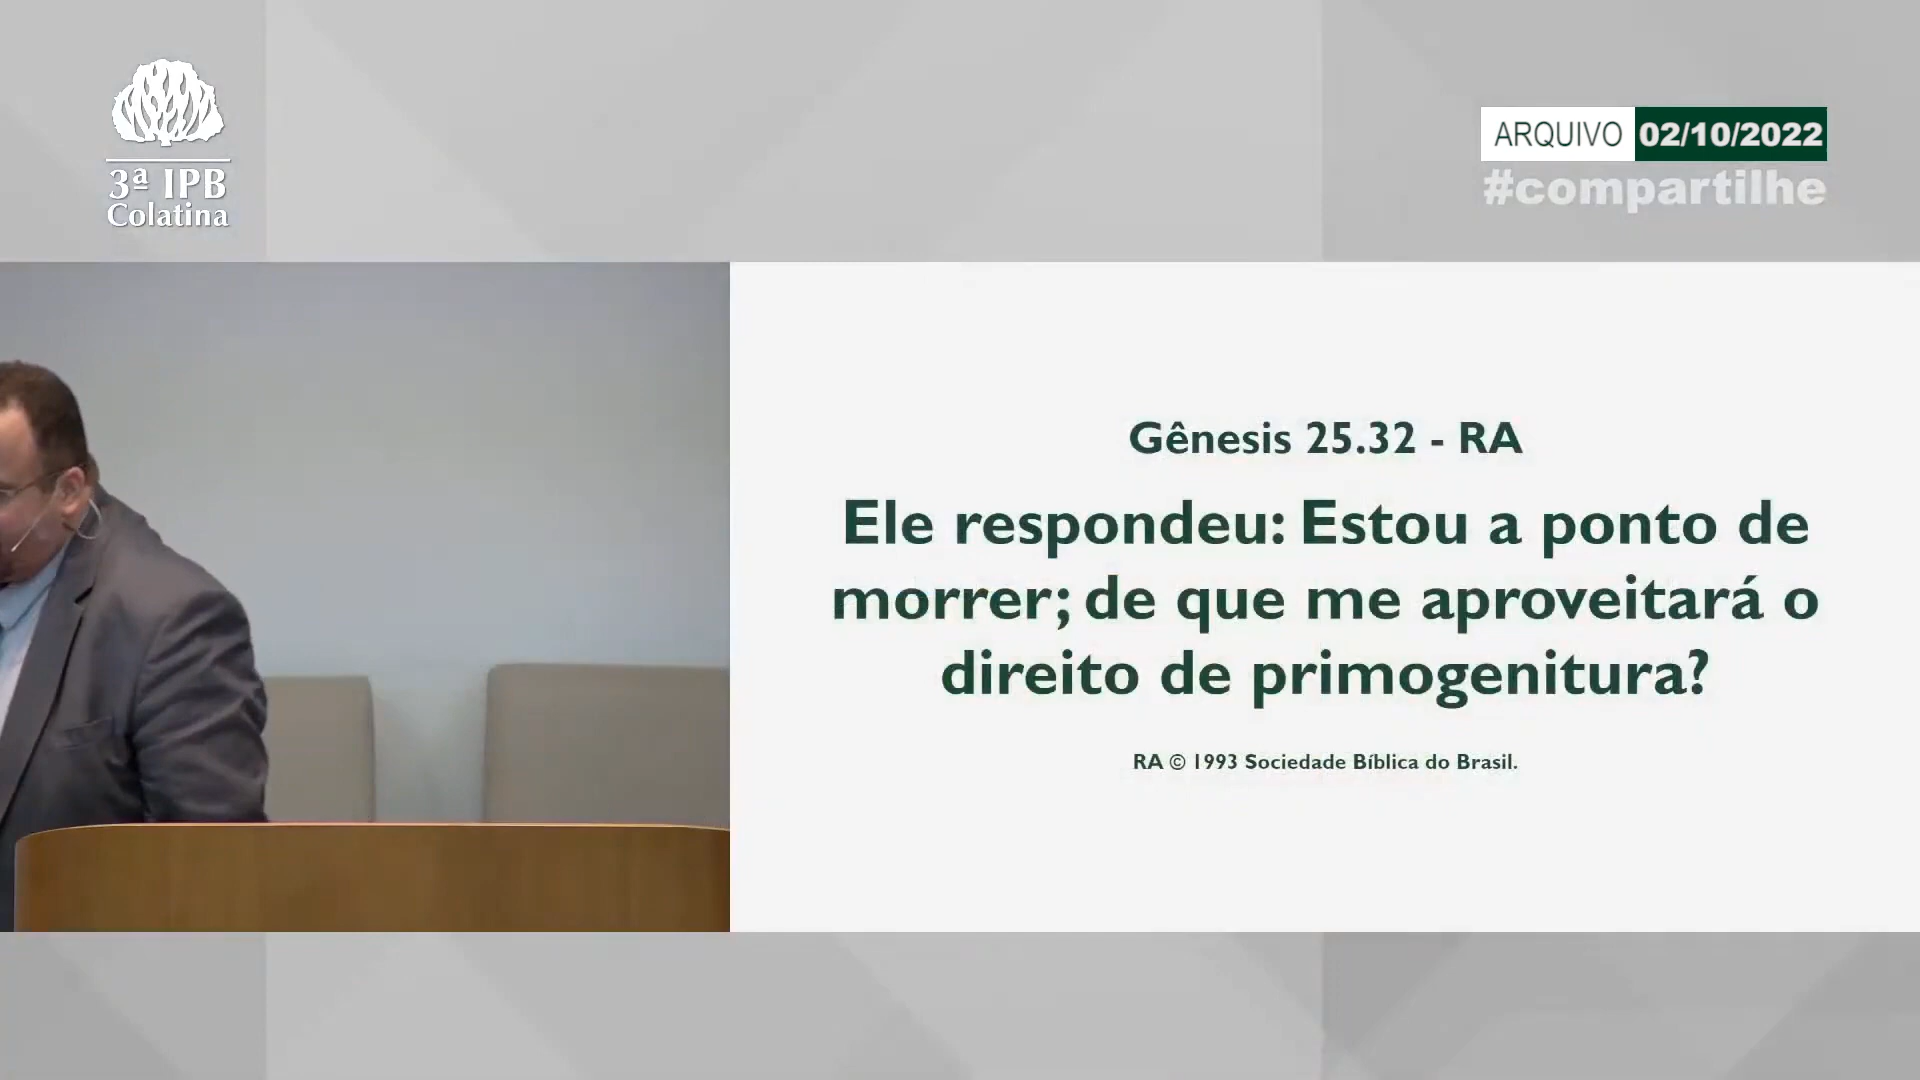 3ª IPB
Colatina
ARQUIVO 02/10/2022
#compartilhe
Gênesis 25.32 - RA
Ele respondeu: Estou a ponto de
morrer; de que me aproveitará o
direito de primogenitura?
RA © 1993 Sociedade Bíblica do Brasil.